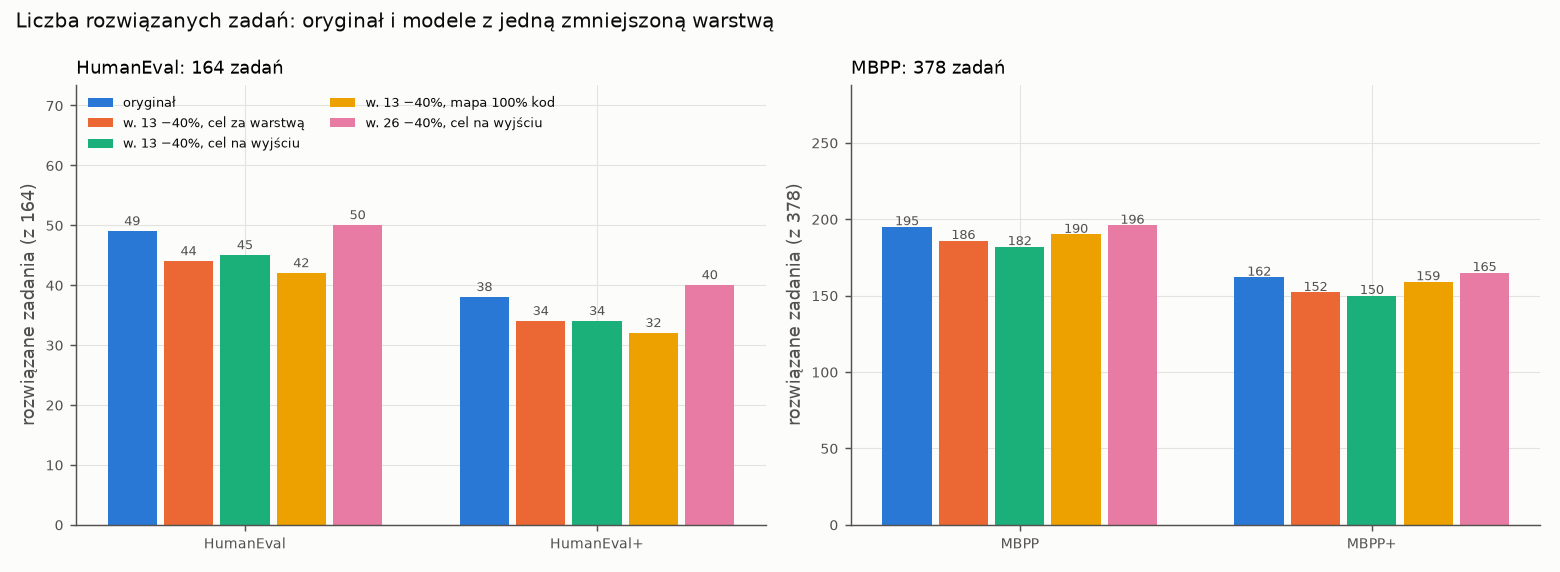 Liczba rozwiązanych zadań: oryginał i modele z jedną zmniejszoną warstwą
HumanEval: 164 zadań
rozwiązane zadania (z 164)
70
60
50
40
30
20
10
0
oryginał
w. 13 −40%, cel za warstwą
w. 13 −40%, cel na wyjściu
w. 13 −40%, mapa 100% kod
w. 26 −40%, cel na wyjściu
49
44
45
42
50
38
34
34
32
40
HumanEval
HumanEval+
MBPP: 378 zadań
rozwiązane zadania (z 378)
250
200
150
100
50
0
195
186
182
190
196
162
152
150
159
165
MBPP
MBPP+